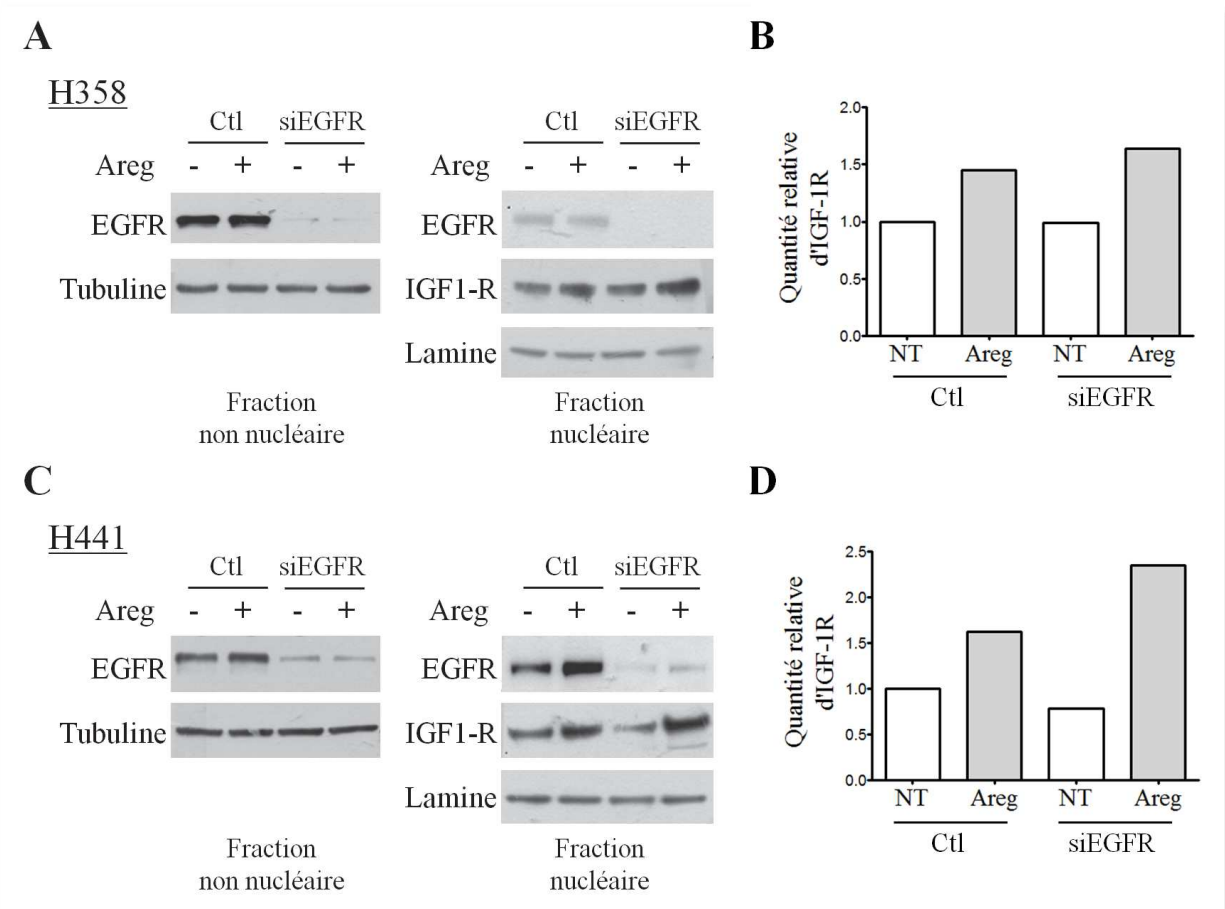 A
H358
Ctl siEGFR
Areg - + - +
EGFR
Tubuline
Fraction
non nucléaire
Ctl siEGFR
Areg - + - +
EGFR
IGF1-R
Lamine
Fraction
nucléaire
B
Quantité relative
d'IGF-1R
2.0
1.5
1.0
0.5
0.0
NT Areg NT Areg
Ctl siEGFR
C
H441
Ctl siEGFR
Areg - + - +
EGFR
Tubuline
Fraction
non nucléaire
Ctl siEGFR
Areg - + - +
EGFR
IGF1-R
Lamine
Fraction
nucléaire
D
Quantité relative
d'IGF-1R
2.5
2.0
1.5
1.0
0.5
0.0
NT Areg NT Areg
Ctl siEGFR